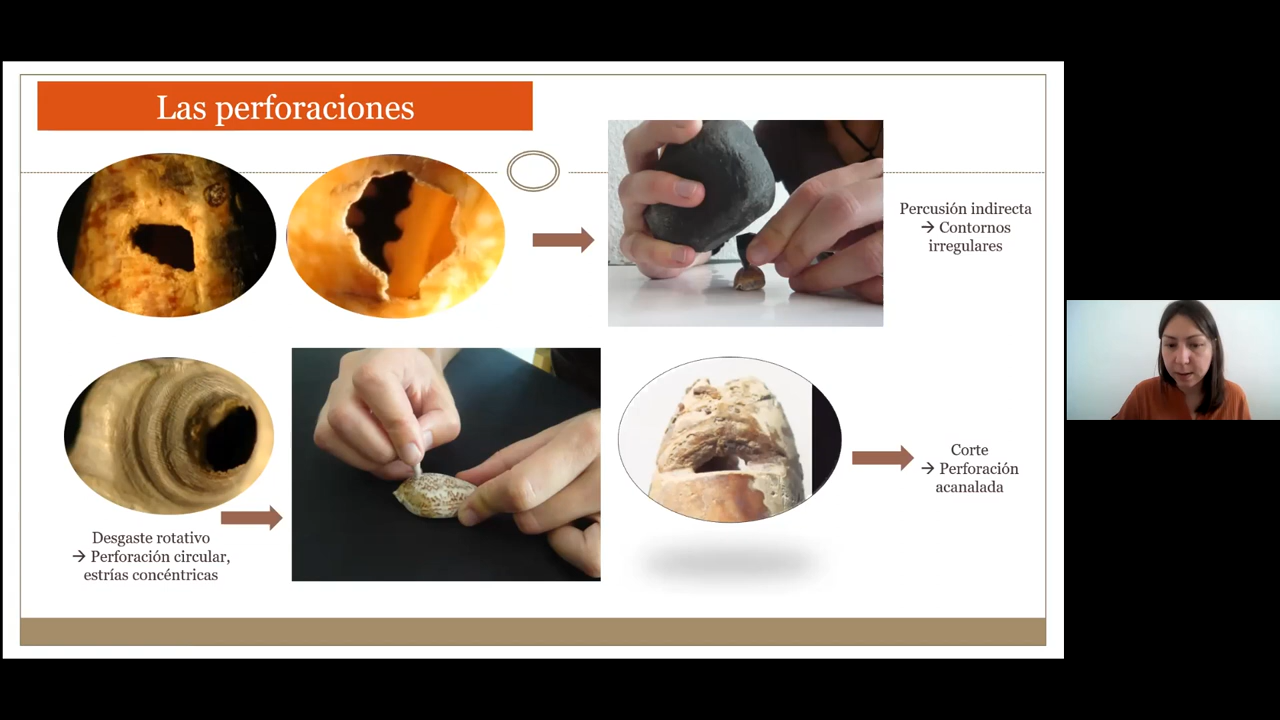 Las perforaciones
Percusión indirecta
→ Contornos
irregulares
Desgaste rotativo
→ Perforación circular,
estrías concéntricas
Corte
→ Perforación
acanalada